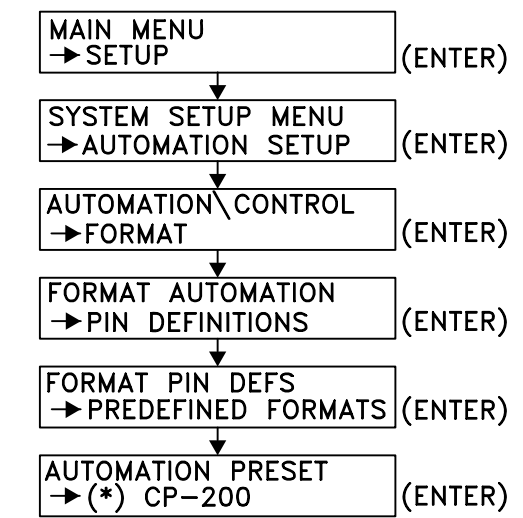 MAIN MENU
→SETUP (ENTER)
SYSTEM SETUP MENU
→AUTOMATION SETUP (ENTER)
AUTOMATION\CONTROL
→FORMAT (ENTER)
FORMAT AUTOMATION
→PIN DEFINITIONS (ENTER)
FORMAT PIN DEFS
→PREDEFINED FORMATS (ENTER)
AUTOMATION PRESET
→(*) CP-200 (ENTER)